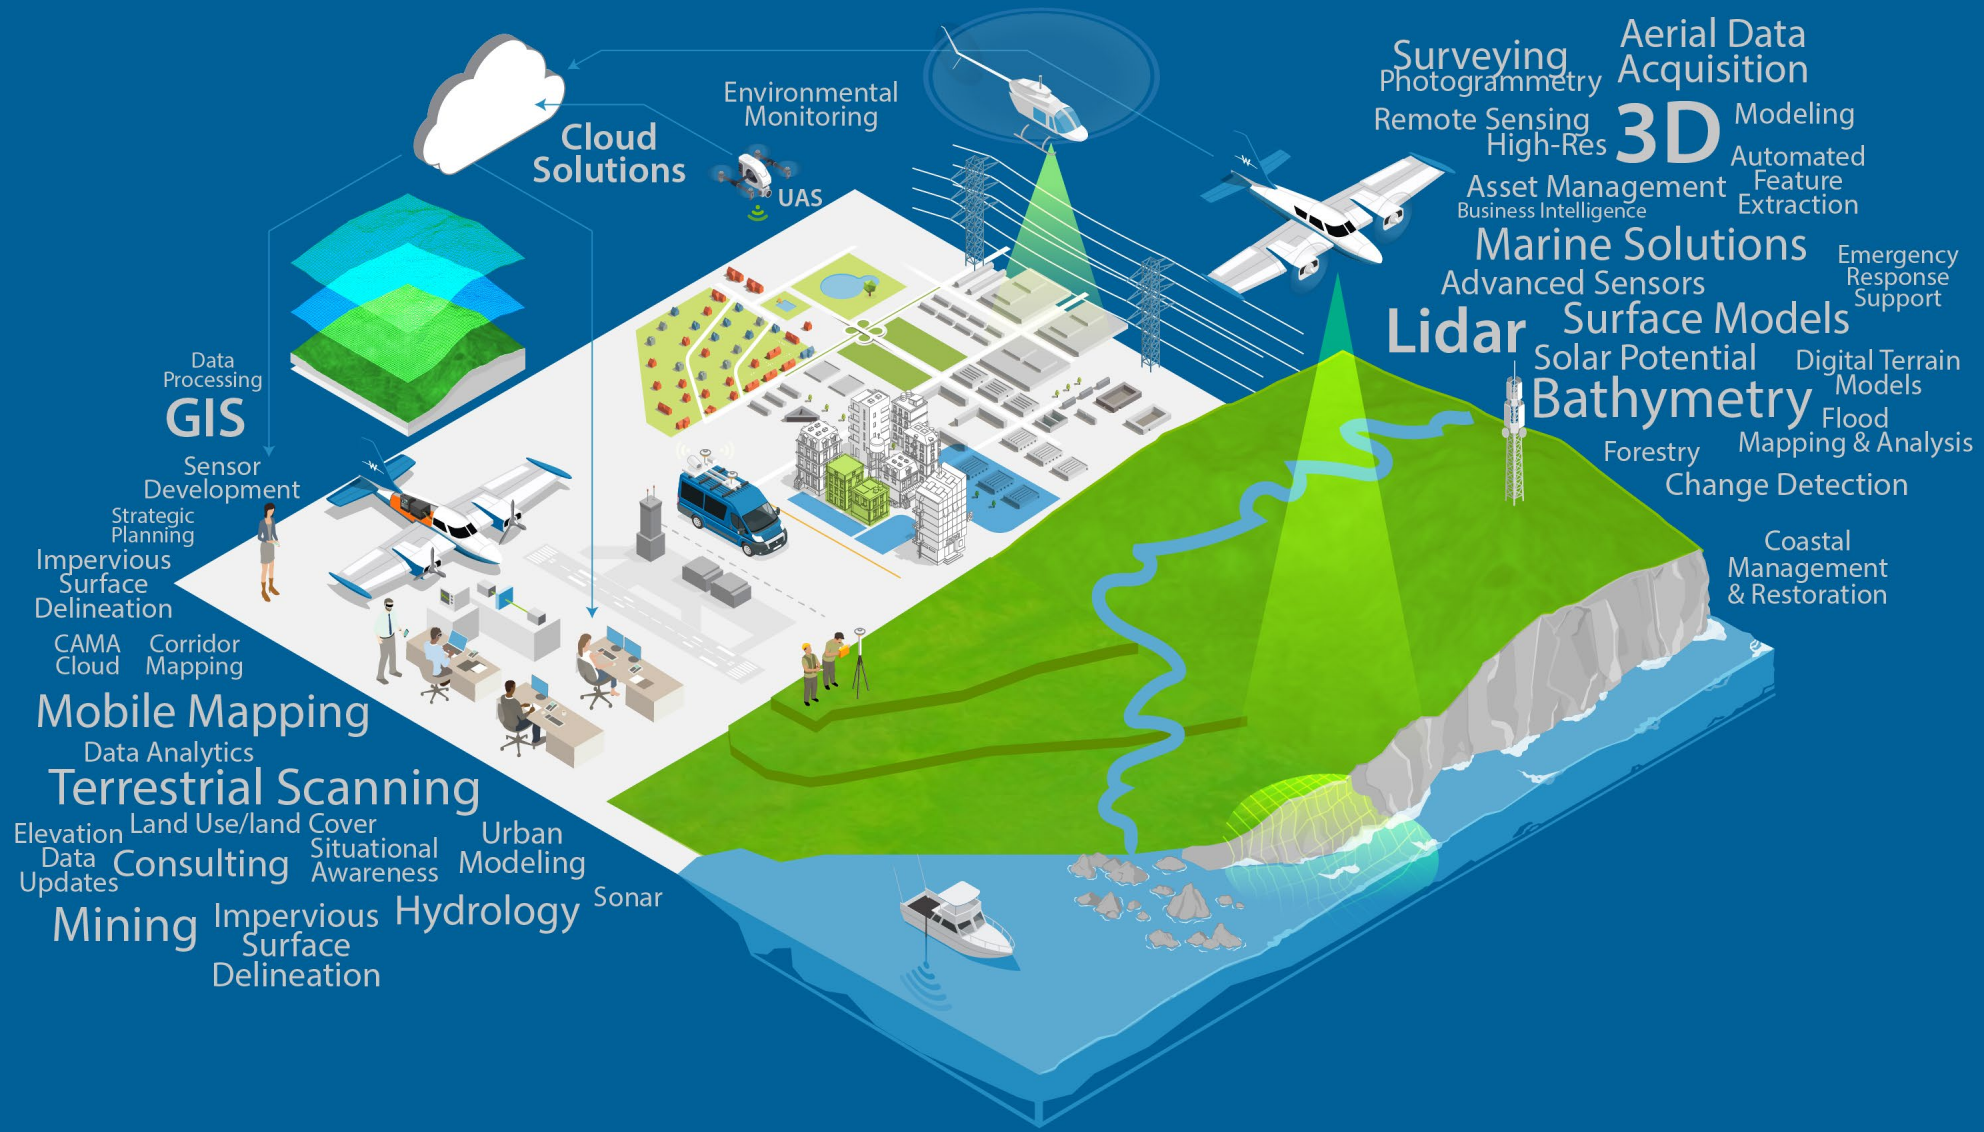 Cloud
Solutions
Environmental
Monitoring
UAS
Surveying
Photogrammetry
Aerial Data
Acquisition
Remote Sensing
High-Res
3D
Modeling
Automated
Feature
Extraction
Asset Management
Business Intelligence
Marine Solutions
Emergency
Response
Support
Advanced Sensors
Lidar
Surface Models
Solar Potential
Digital Terrain
Models
Bathymetry
Flood
Mapping & Analysis
Forestry
Change Detection
Coastal
Management
& Restoration
Data
Processing
GIS
Sensor
Development
Strategic
Planning
Impervious
Surface
Delineation
CAMA
Cloud
Corridor
Mapping
Mobile Mapping
Data Analytics
Terrestrial Scanning
Elevation
Data
Updates
Land Use/land Cover
Consulting
Situational
Awareness
Urban
Modeling
Mining
Impervious
Surface
Delineation
Hydrology
Sonar